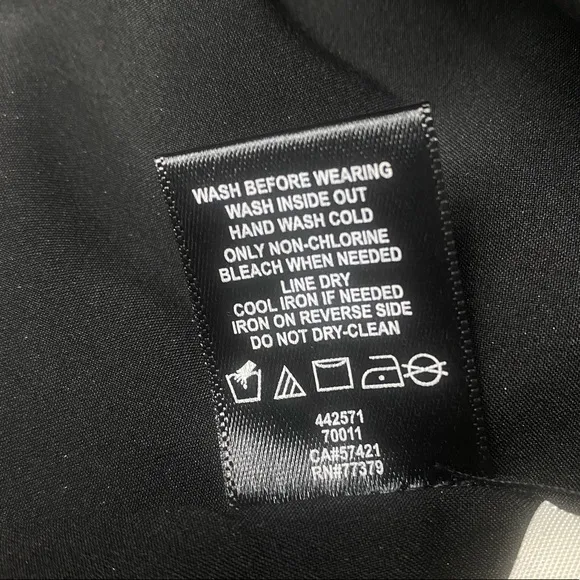 WASH BEFORE WEARING
WASH INSIDE OUT
HAND WASH COLD
ONLY NON-CHLORINE
BLEACH WHEN NEEDED
LINE DRY
COOL IRON IF NEEDED
IRON ON REVERSE SIDE
DO NOT DRY-CLEAN
442571
70011
CA#57421
RN#77379